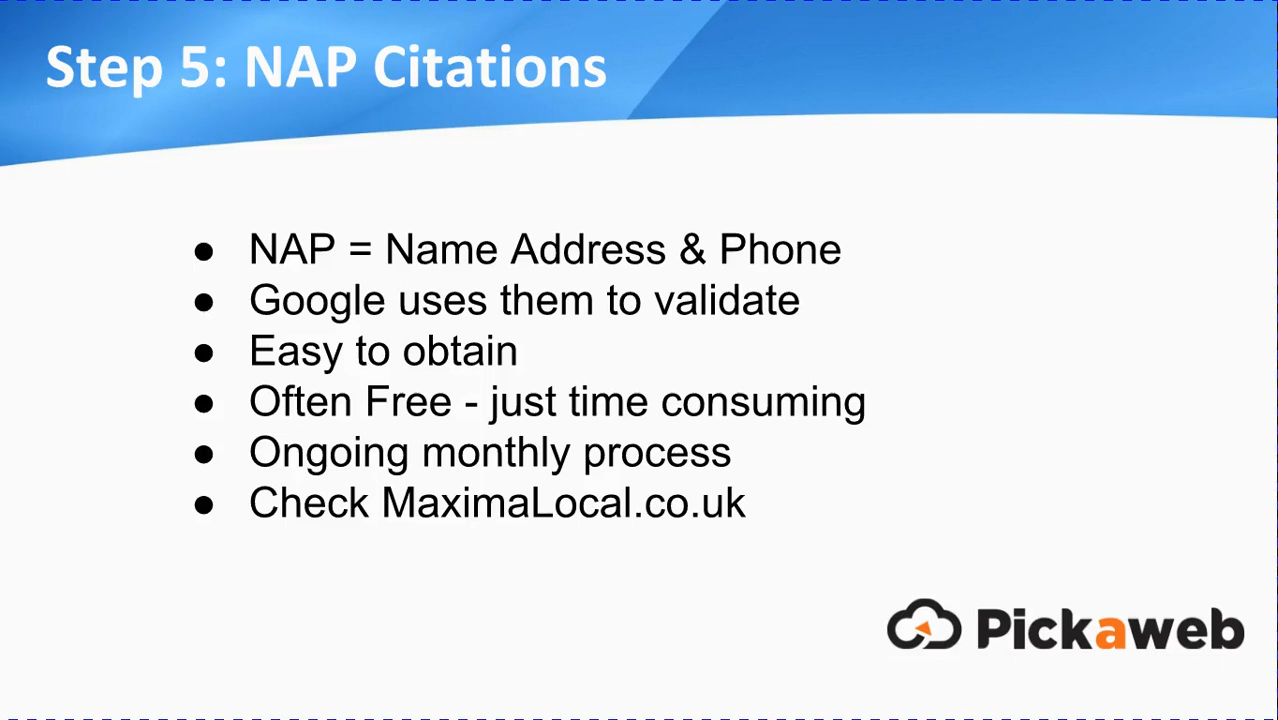 Step 5: NAP Citations
● NAP = Name Address & Phone
● Google uses them to validate
● Easy to obtain
● Often Free - just time consuming
● Ongoing monthly process
● Check MaximaLocal.co.uk
Pickaweb